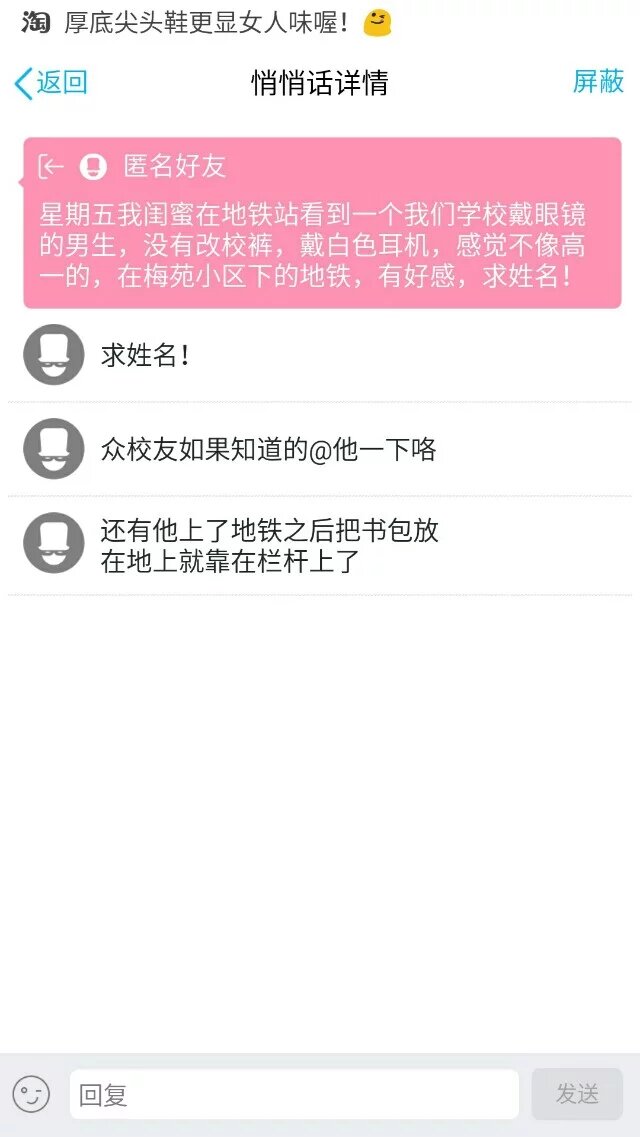 淘 厚底尖头鞋更显女人味喔！
返回 悄悄话详情 屏蔽
匿名好友
星期五我闺蜜在地铁站看到一个我们学校戴眼镜
的男生，没有改校裤，戴白色耳机，感觉不像高
一的，在梅苑小区下的地铁，有好感，求姓名！
求姓名！
众校友如果知道的@他一下咯
还有他上了地铁之后把书包放
在地上就靠在栏杆上了
回复 发送